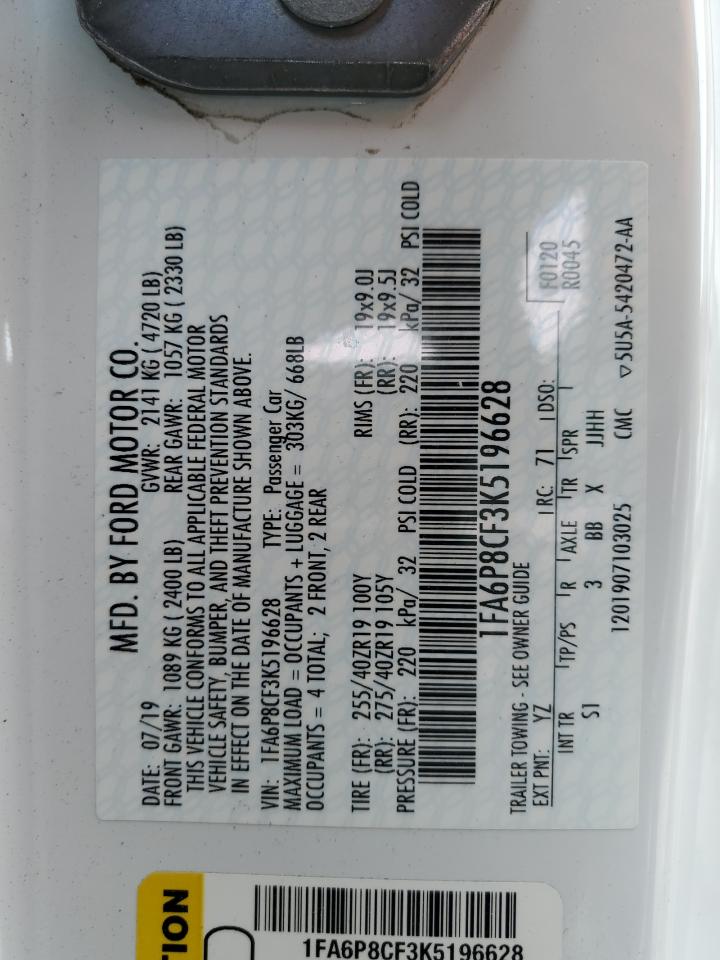 MFD. BY FORD MOTOR CO.
DATE: 07/19 GVWR: 2141 KG ( 4720 LB)
FRONT GAWR: 1089 KG ( 2400 LB) REAR GAWR: 1057 KG ( 2330 LB)
THIS VEHICLE CONFORMS TO ALL APPLICABLE FEDERAL MOTOR
VEHICLE SAFETY, BUMPER, AND THEFT PREVENTION STANDARDS
IN EFFECT ON THE DATE OF MANUFACTURE SHOWN ABOVE.
VIN: 1FA6P8CF3K5196628 TYPE: Passenger Car
MAXIMUM LOAD = OCCUPANTS + LUGGAGE = 303KG/ 668LB
OCCUPANTS = 4 TOTAL; 2 FRONT, 2 REAR
TIRE (FR): 255/40ZR19 100Y RIMS (FR): 19x9.0J
(RR): 275/40ZR19 105Y (RR): 19x9.5J
PRESSURE (FR): 220 kPa/ 32 PSI COLD (RR): 220 kPa/ 32 PSI COLD
1FA6P8CF3K5196628
TRAILER TOWING - SEE OWNER GUIDE
F0120
EXT PNT: YZ RC: 71 DSO: R0045
INT TR TP/PS R AXLE TR SPR
S1 3 BB X JJHH
1201907103025 CMC ▽5U5A-5420472-AA
TION
1FA6P8CF3K5196628